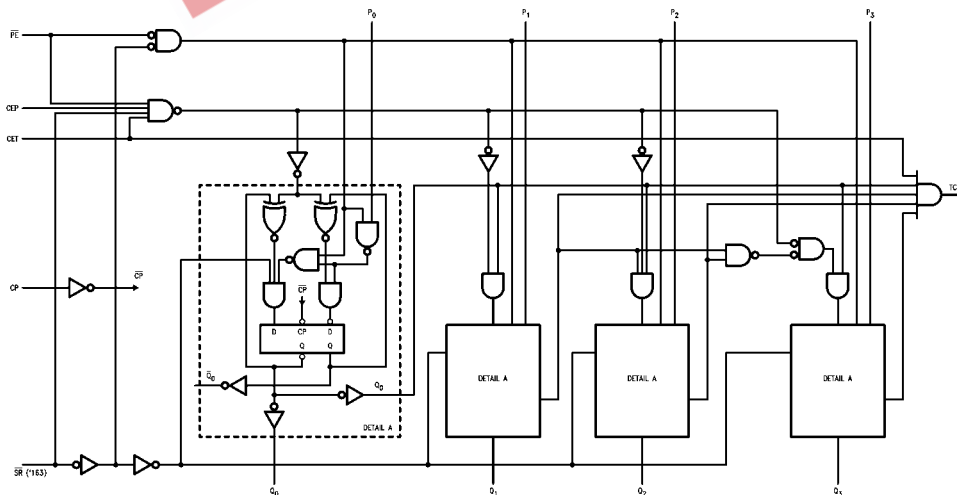 P0 P1 P2 P3
PE
CEP
CET
TC
CP
CP
CP
D CP D
Q Q
DETAIL A DETAIL A DETAIL A
Q0 Q0
DETAIL A
SR ('163)
Q0 Q1 Q2 Q3